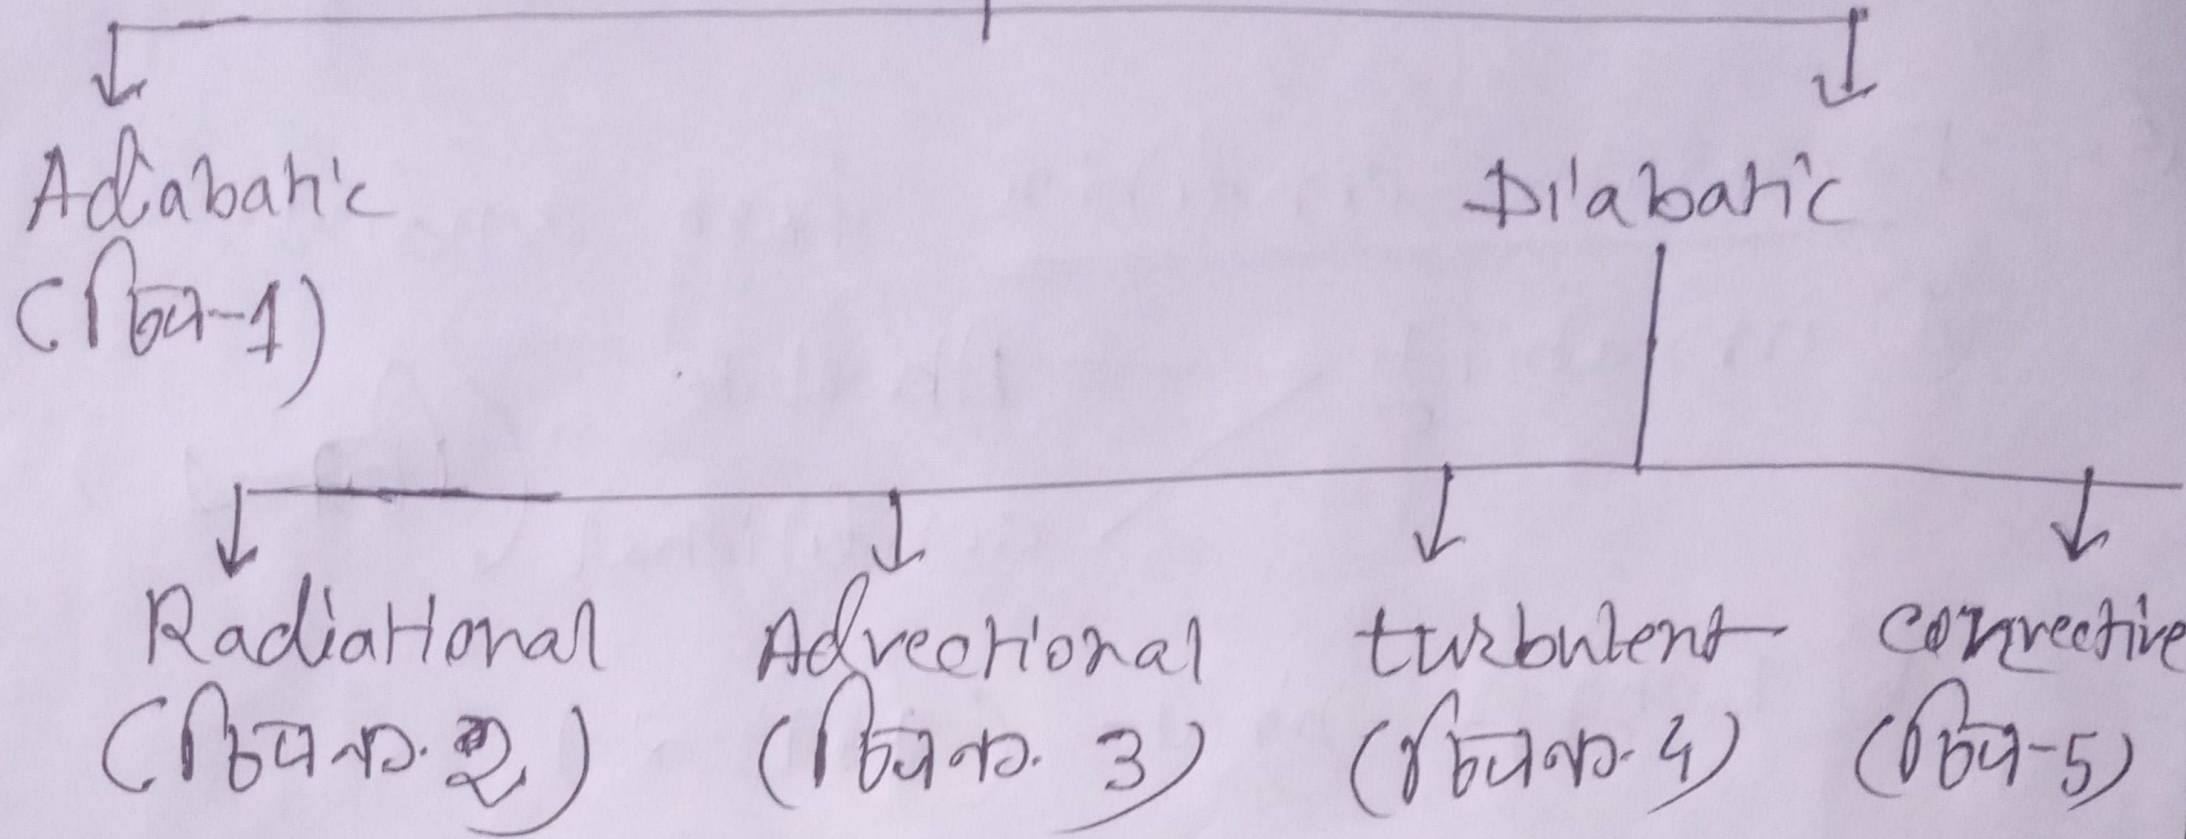 Adiabatic
Diabatic
(चित्र-1)
Radiational
Advectional
turbulent
convective
(चित्र क्र. 2)
(चित्र क्र. 3)
(चित्र क्र. 4)
(चित्र-5)